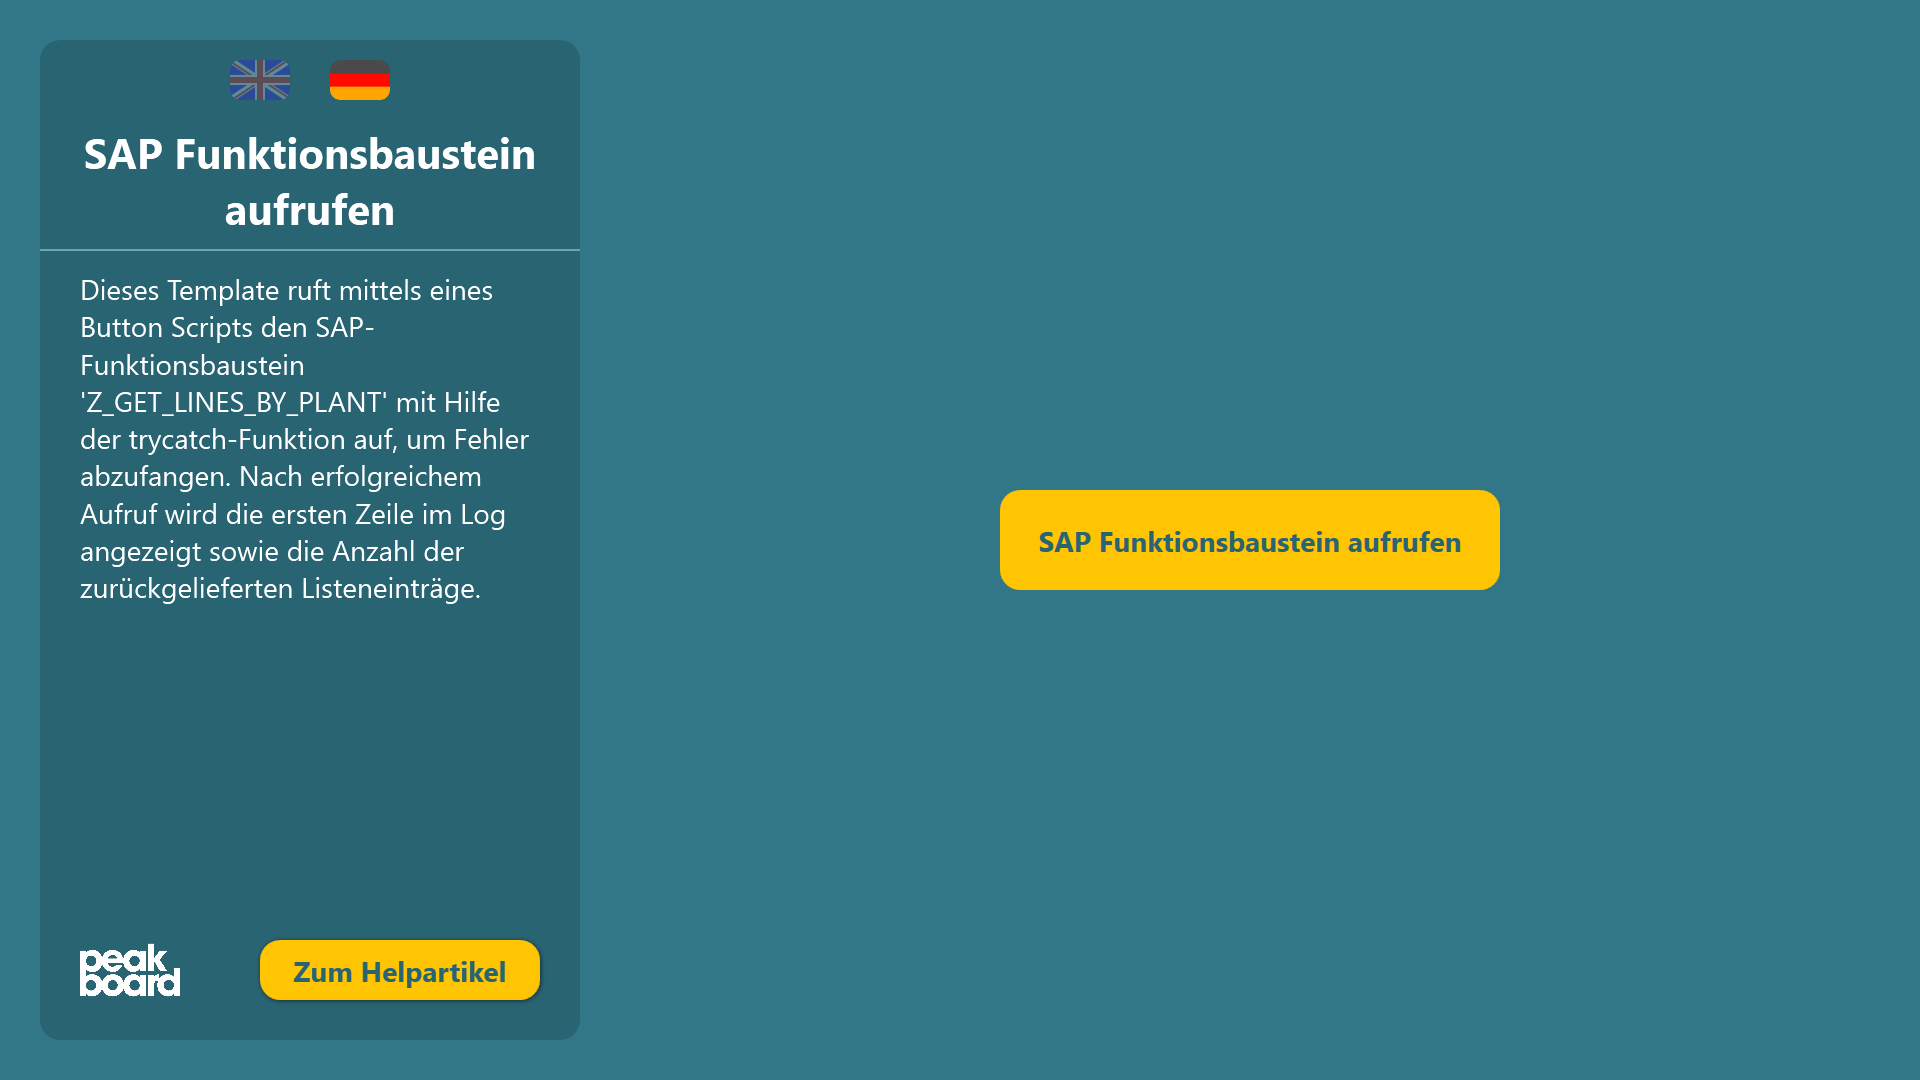 SAP Funktionsbaustein
aufrufen
Dieses Template ruft mittels eines
Button Scripts den SAP-
Funktionsbaustein
'Z_GET_LINES_BY_PLANT' mit Hilfe
der trycatch-Funktion auf, um Fehler
abzufangen. Nach erfolgreichem
Aufruf wird die ersten Zeile im Log
angezeigt sowie die Anzahl der
zurückgelieferten Listeneinträge.
peak
board
Zum Helpartikel
SAP Funktionsbaustein aufrufen